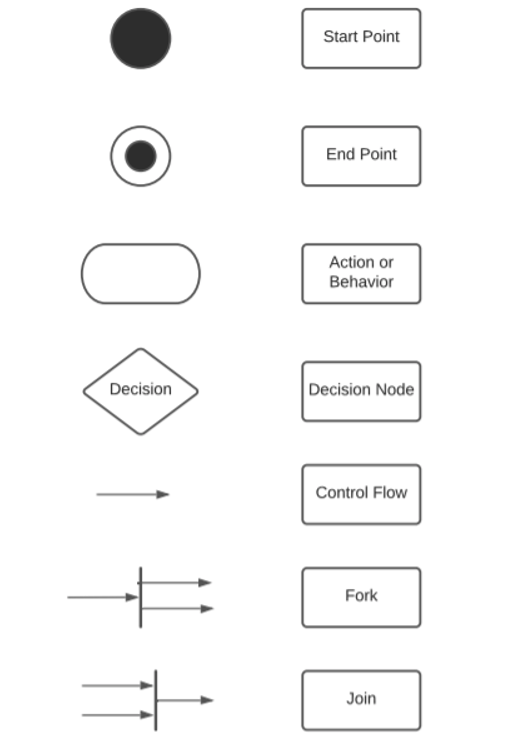 Start Point
End Point
Action or
Behavior
Decision
Decision Node
Control Flow
Fork
Join